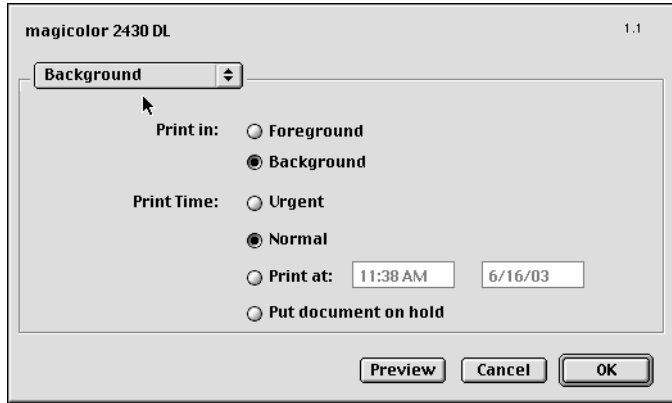 magicolor 2430 DL 1.1
Background
Print in: Foreground
Background
Print Time: Urgent
Normal
Print at: 11:38 AM 6/16/03
Put document on hold
Preview Cancel OK